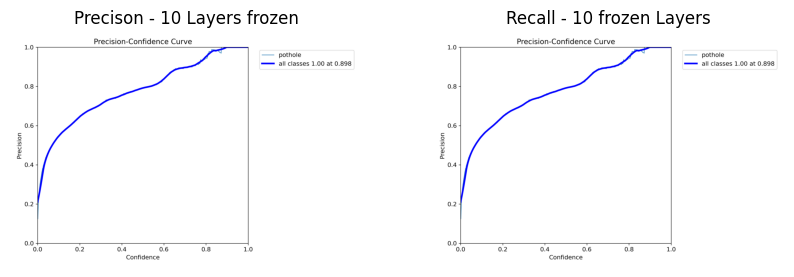 Precison - 10 Layers frozen
Recall - 10 frozen Layers
Precision-Confidence Curve
1.0
0.8
0.6
0.4
0.2
0.0
Precision
0.0 0.2 0.4 0.6 0.8 1.0
Confidence
pothole
all classes 1.00 at 0.898
Precision-Confidence Curve
1.0
0.8
0.6
0.4
0.2
0.0
Precision
0.0 0.2 0.4 0.6 0.8 1.0
Confidence
pothole
all classes 1.00 at 0.898